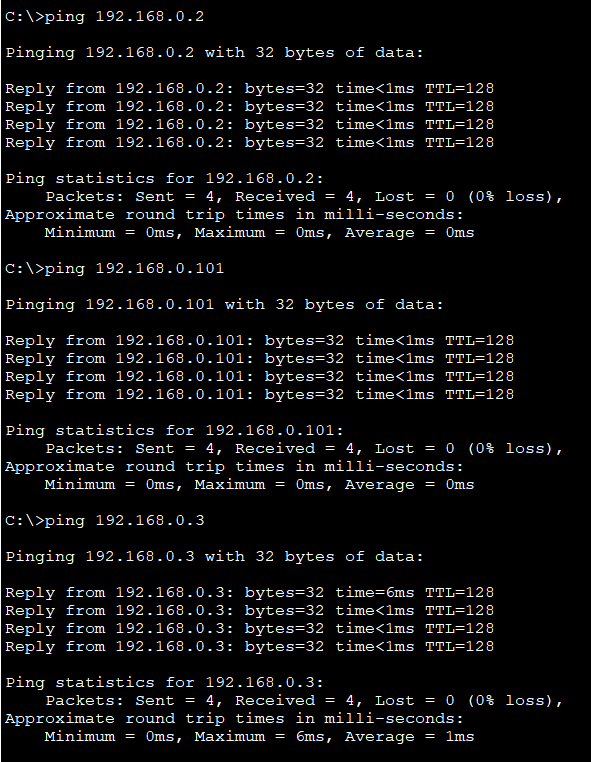 C:\>ping 192.168.0.2
Pinging 192.168.0.2 with 32 bytes of data:
Reply from 192.168.0.2: bytes=32 time<1ms TTL=128
Reply from 192.168.0.2: bytes=32 time<1ms TTL=128
Reply from 192.168.0.2: bytes=32 time<1ms TTL=128
Reply from 192.168.0.2: bytes=32 time<1ms TTL=128
Ping statistics for 192.168.0.2:
    Packets: Sent = 4, Received = 4, Lost = 0 (0% loss),
Approximate round trip times in milli-seconds:
    Minimum = 0ms, Maximum = 0ms, Average = 0ms
C:\>ping 192.168.0.101
Pinging 192.168.0.101 with 32 bytes of data:
Reply from 192.168.0.101: bytes=32 time<1ms TTL=128
Reply from 192.168.0.101: bytes=32 time<1ms TTL=128
Reply from 192.168.0.101: bytes=32 time<1ms TTL=128
Reply from 192.168.0.101: bytes=32 time<1ms TTL=128
Ping statistics for 192.168.0.101:
    Packets: Sent = 4, Received = 4, Lost = 0 (0% loss),
Approximate round trip times in milli-seconds:
    Minimum = 0ms, Maximum = 0ms, Average = 0ms
C:\>ping 192.168.0.3
Pinging 192.168.0.3 with 32 bytes of data:
Reply from 192.168.0.3: bytes=32 time=6ms TTL=128
Reply from 192.168.0.3: bytes=32 time<1ms TTL=128
Reply from 192.168.0.3: bytes=32 time<1ms TTL=128
Reply from 192.168.0.3: bytes=32 time<1ms TTL=128
Ping statistics for 192.168.0.3:
    Packets: Sent = 4, Received = 4, Lost = 0 (0% loss),
Approximate round trip times in milli-seconds:
    Minimum = 0ms, Maximum = 6ms, Average = 1ms